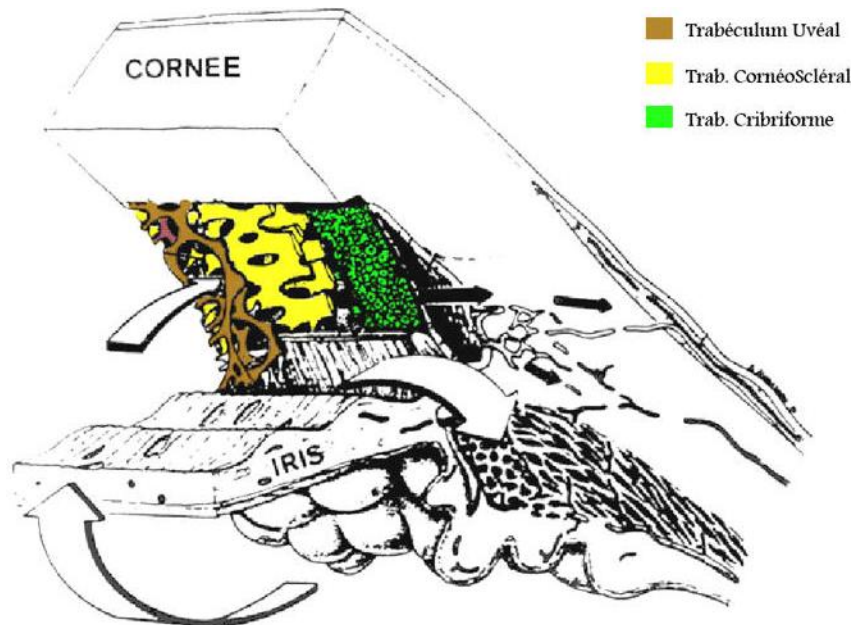 Trabéculum Uvéal
CORNEE
Trab. CornéoScléral
Trab. Cribriforme
IRIS